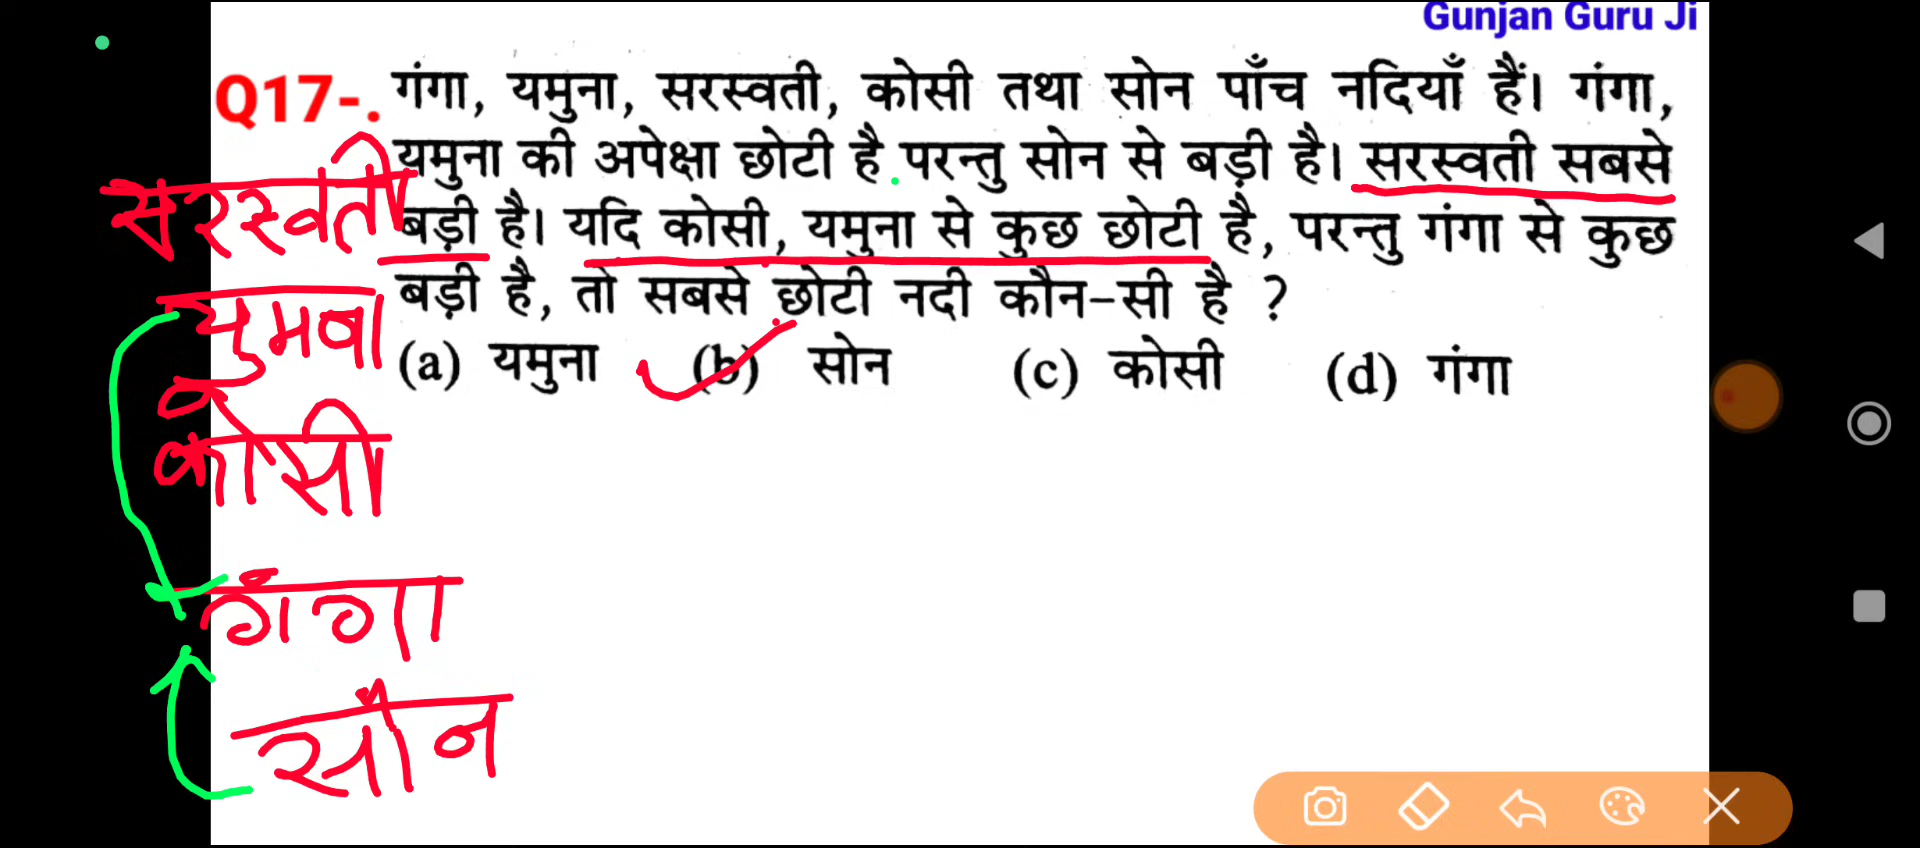 Gunjan Guru Ji
Q17-. गंगा, यमुना, सरस्वती, कोसी तथा सोन पाँच नदियाँ हैं। गंगा,
यमुना की अपेक्षा छोटी है परन्तु सोन से बड़ी है। सरस्वती सबसे
बड़ी है। यदि कोसी, यमुना से कुछ छोटी है, परन्तु गंगा से कुछ
बड़ी है, तो सबसे छोटी नदी कौन-सी है ?
(a) यमुना (b) सोन (c) कोसी (d) गंगा
सरस्वती
कोसी
गंगा